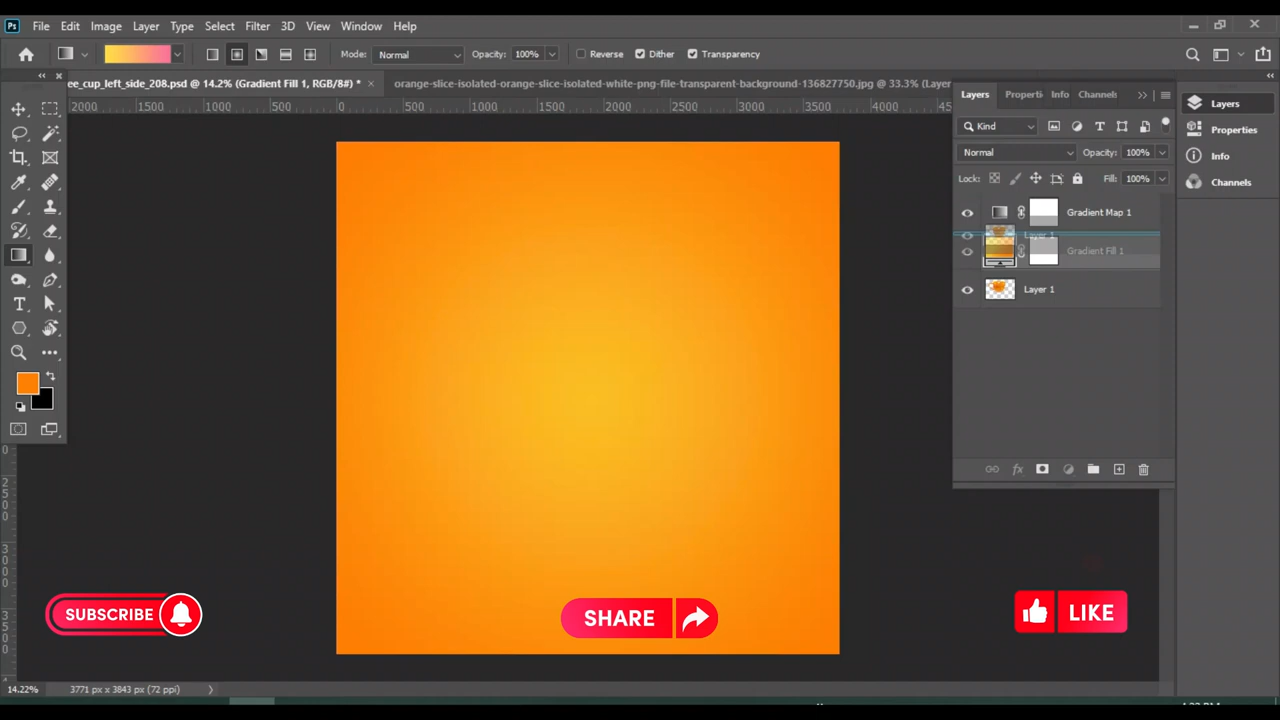 Ps File Edit Image Layer Type Select Filter 3D View Window Help
Mode: Normal Opacity: 100% Reverse Dither Transparency
ee_cup_left_side_208.psd @ 14.2% (Gradient Fill 1, RGB/8#) * × orange-slice-isolated-orange-slice-isolated-white-png-file-transparent-background-136827750.jpg @ 33.3% (Layer
2000 1500 1000 500 0 500 1000 1500 2000 2500 3000 3500 4000
Layers Properti Info Channels
Kind
Normal Opacity: 100%
Lock: Fill: 100%
Gradient Map 1
Layer 1
Gradient Fill 1
Layer 1
Layers
Properties
Info
Channels
SUBSCRIBE
SHARE
LIKE
14.22% 3771 px x 3843 px (72 ppi)